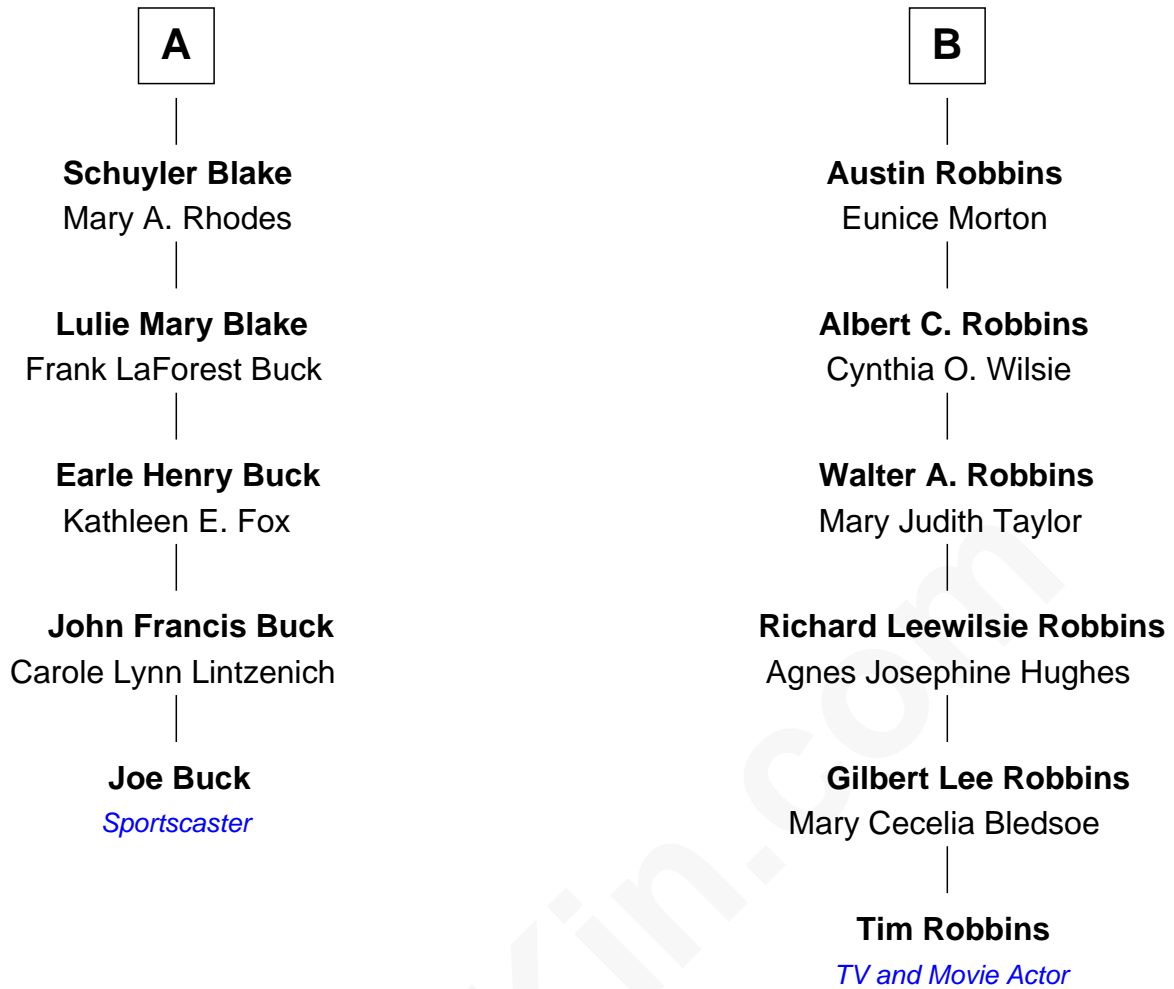 A
Schuyler Blake
Mary A. Rhodes
Lulie Mary Blake
Frank LaForest Buck
Earle Henry Buck
Kathleen E. Fox
John Francis Buck
Carole Lynn Lintzenich
Joe Buck
Sportscaster
B
Austin Robbins
Eunice Morton
Albert C. Robbins
Cynthia O. Wilsie
Walter A. Robbins
Mary Judith Taylor
Richard Leewilsie Robbins
Agnes Josephine Hughes
Gilbert Lee Robbins
Mary Cecelia Bledsoe
Tim Robbins
TV and Movie Actor
Kin.com